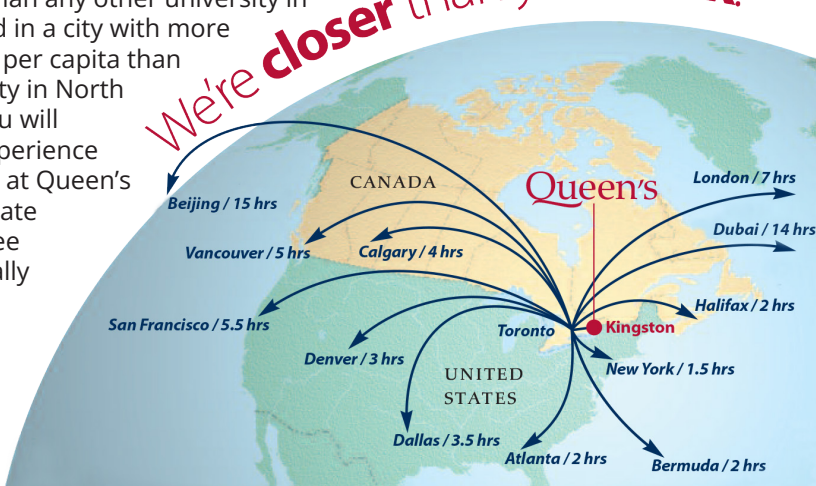 than any other university in
d in a city with more
per capita than
ty in North
u will
perience
at Queen's
ate
ee
ally
We're closer than
CANADA
Queen's
London / 7 hrs
Beijing / 15 hrs
Dubai / 14 hrs
Vancouver / 5 hrs
Calgary / 4 hrs
Halifax / 2 hrs
San Francisco / 5.5 hrs
Toronto
Kingston
Denver / 3 hrs
New York / 1.5 hrs
UNITED
STATES
Dallas / 3.5 hrs
Atlanta / 2 hrs
Bermuda / 2 hrs